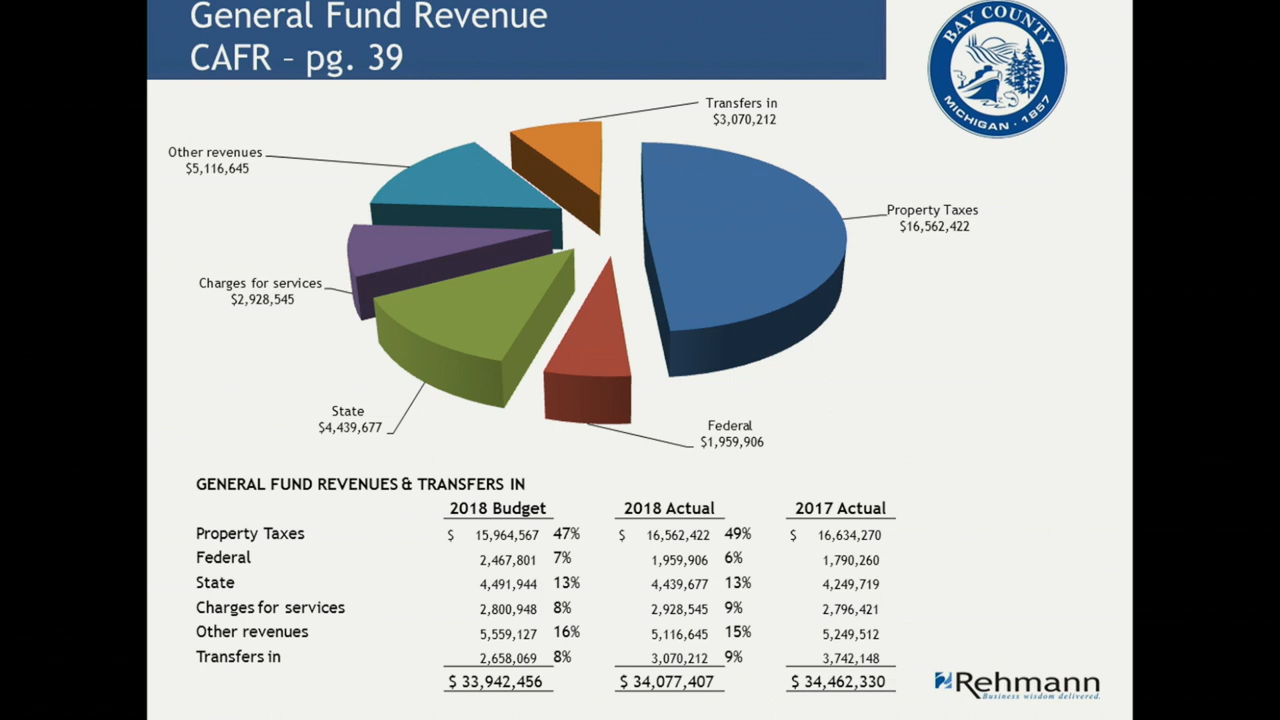 General Fund Revenue
CAFR – pg. 39
BAY COUNTY
MICHIGAN · 1857
Transfers in
$3,070,212
Other revenues
$5,116,645
Property Taxes
$16,562,422
Charges for services
$2,928,545
State
$4,439,677
Federal
$1,959,906
GENERAL FUND REVENUES & TRANSFERS IN
2018 Budget 2018 Actual 2017 Actual
Property Taxes $ 15,964,567 47% $ 16,562,422 49% $ 16,634,270
Federal 2,467,801 7% 1,959,906 6% 1,790,260
State 4,491,944 13% 4,439,677 13% 4,249,719
Charges for services 2,800,948 8% 2,928,545 9% 2,796,421
Other revenues 5,559,127 16% 5,116,645 15% 5,249,512
Transfers in 2,658,069 8% 3,070,212 9% 3,742,148
$ 33,942,456 $ 34,077,407 $ 34,462,330
Rehmann
Business wisdom delivered.